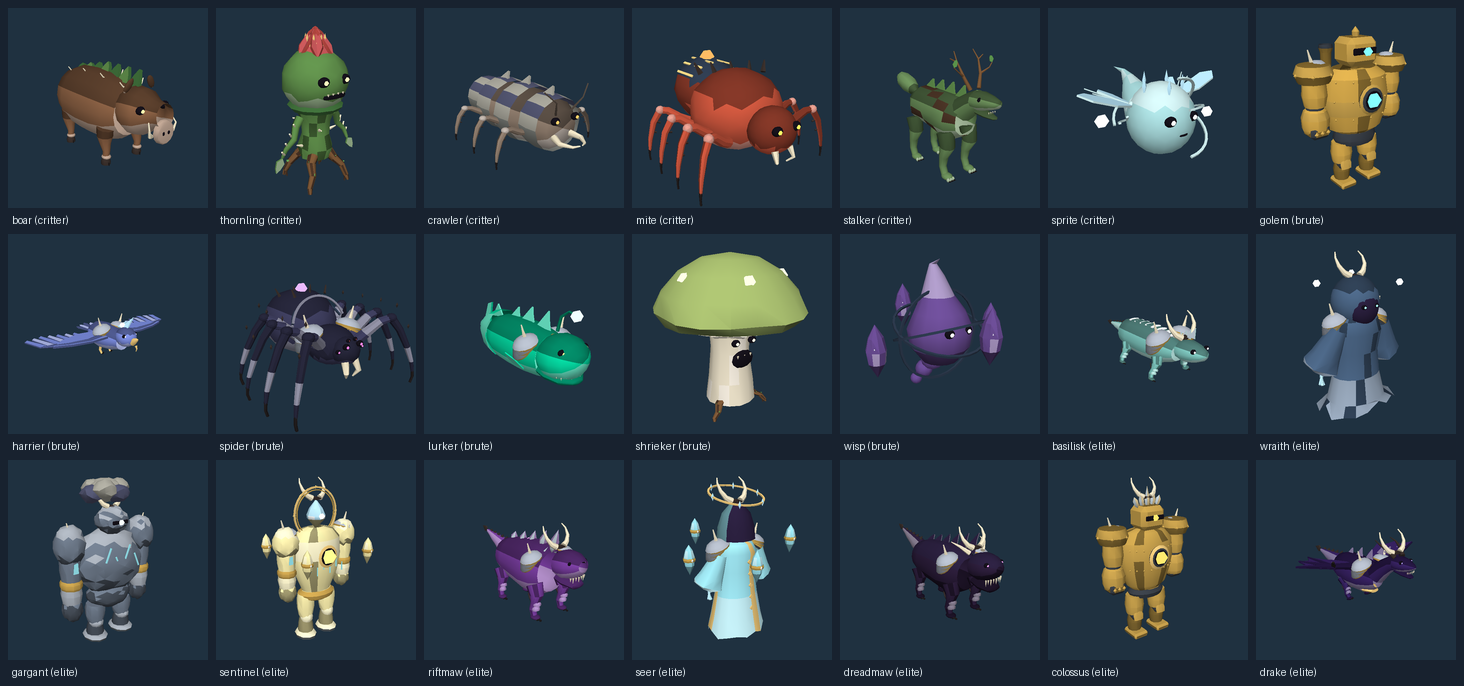 boar (critter)
thornling (critter)
crawler (critter)
mite (critter)
stalker (critter)
sprite (critter)
golem (brute)
harrier (brute)
spider (brute)
lurker (brute)
shrieker (brute)
wisp (brute)
basilisk (elite)
wraith (elite)
gargant (elite)
sentinel (elite)
riftmaw (elite)
seer (elite)
dreadmaw (elite)
colossus (elite)
drake (elite)